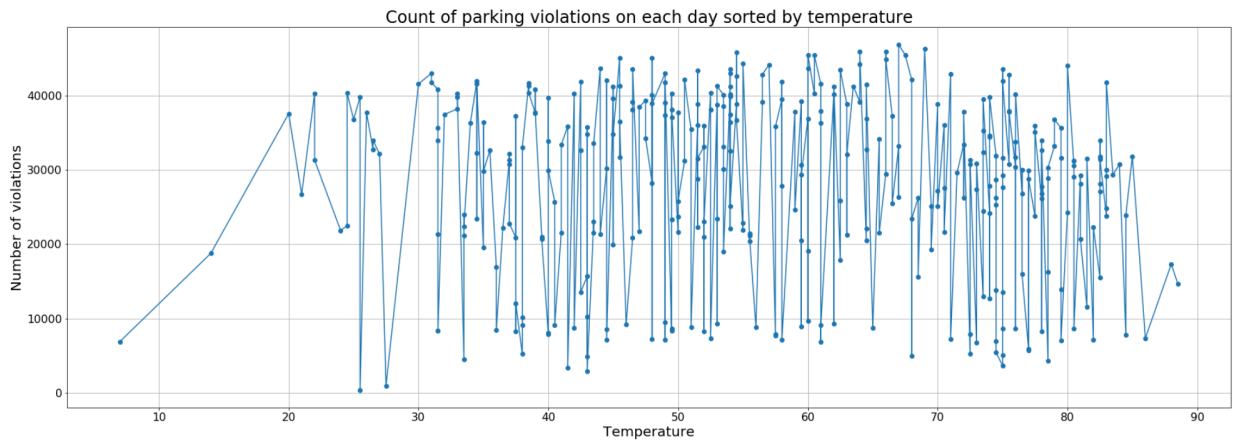 Count of parking violations on each day sorted by temperature
Number of violations
40000
30000
20000
10000
0
10 20 30 40 50 60 70 80 90
Temperature